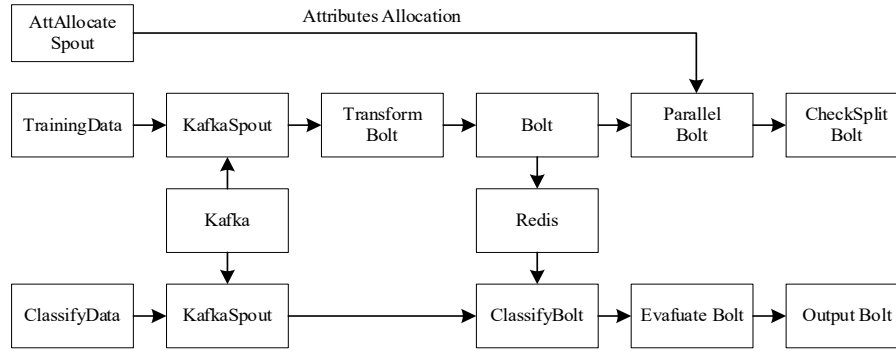 AttAllocate
Spout
Attributes Allocation
TrainingData
KafkaSpout
Transform
Bolt
Bolt
Parallel
Bolt
CheckSplit
Bolt
Kafka
Redis
ClassifyData
KafkaSpout
ClassifyBolt
Evafuate Bolt
Output Bolt